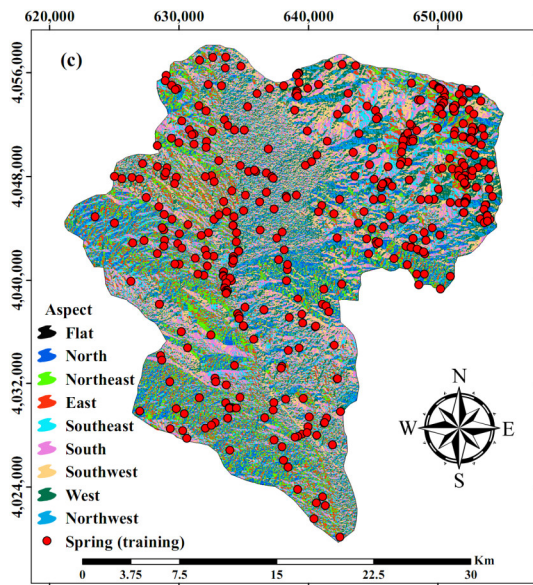 620,000 630,000 640,000 650,000
(c)
4,056,000
4,048,000
4,040,000
4,032,000
4,024,000
Aspect
Flat
North
Northeast
East
Southeast
South
Southwest
West
Northwest
Spring (training)
N
W E
S
Km
0 3.75 7.5 15 22.5 30